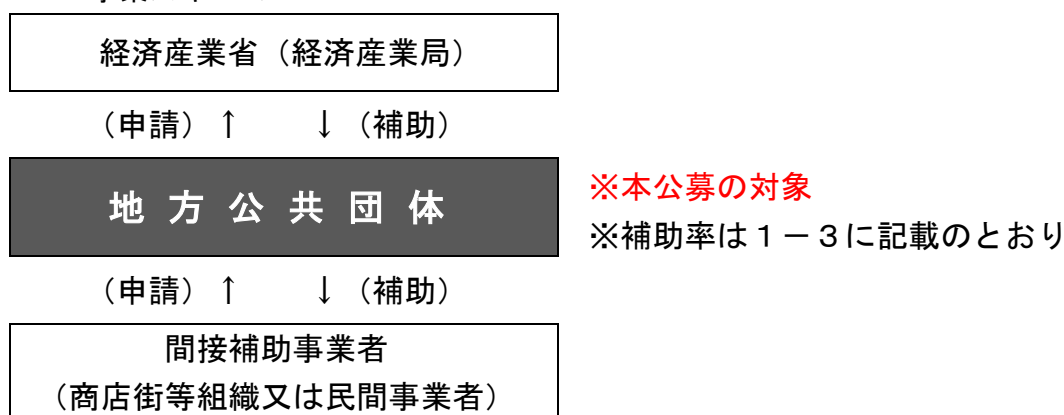 経済産業省（経済産業局）
（申請）↑　　↓（補助）
地 方 公 共 団 体
※本公募の対象
※補助率は１－３に記載のとおり
（申請）↑　　↓（補助）
間接補助事業者
（商店街等組織又は民間事業者）